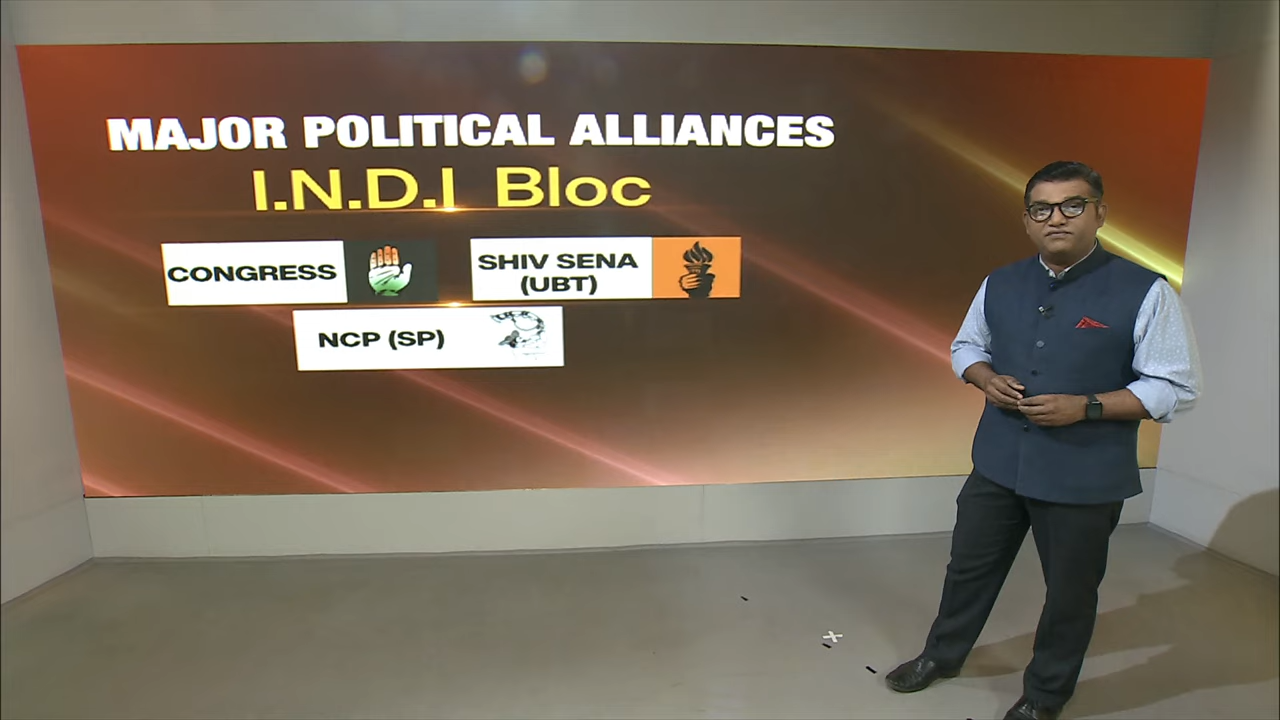 MAJOR POLITICAL ALLIANCES
I.N.D.I Bloc
CONGRESS
SHIV SENA
(UBT)
NCP (SP)